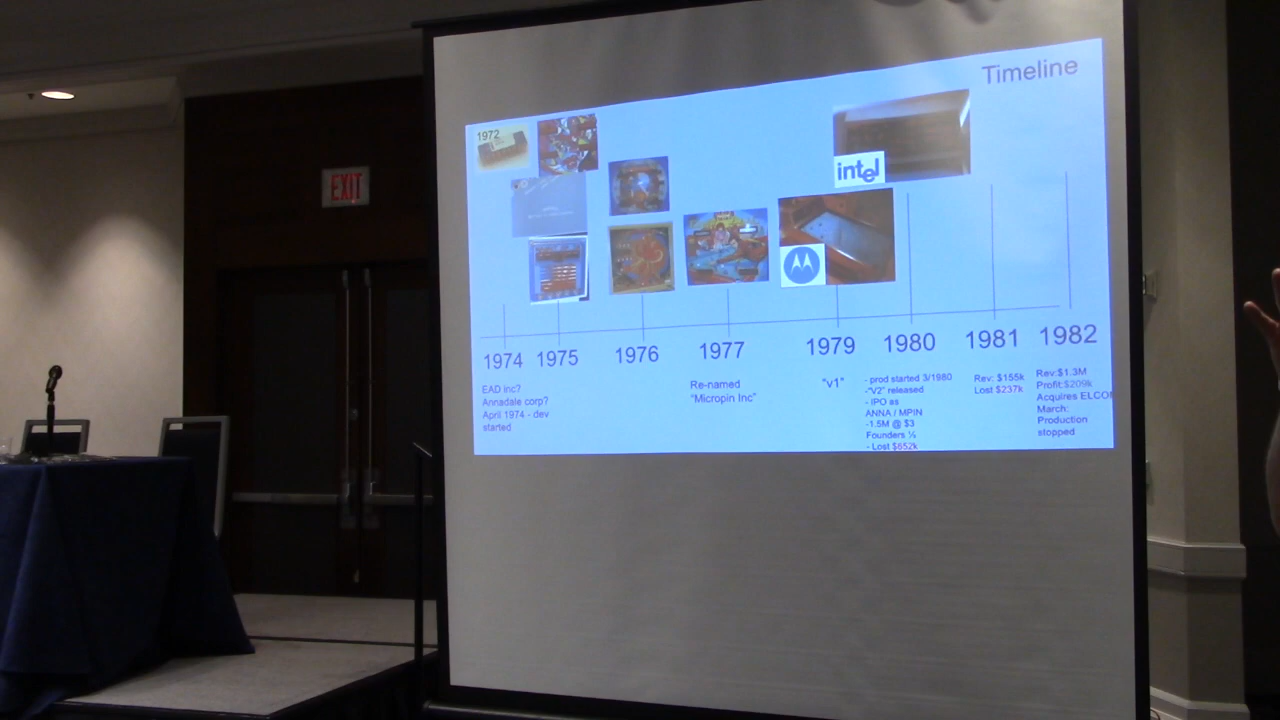 Timeline
1972
intel
EXIT
1974
1975
1976
1977
1979
1980
1981
1982
EAD inc?
Annadale corp?
April 1974 - dev
started
Re-named
"Micropin Inc"
"v1"
- prod started 3/1980
-"V2" released
- IPO as
ANNA / MPIN
-1.5M @ $3
Founders ⅓
- Lost $652k
Rev: $155k
Lost $237k
Rev:$1.3M
Profit:$209k
Acquires ELCOM
March:
Production
stopped